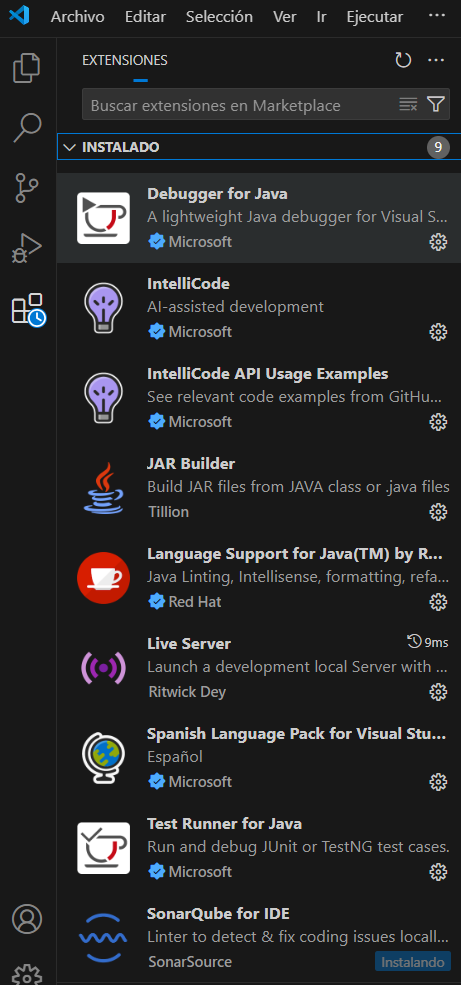 Archivo Editar Selección Ver Ir Ejecutar ...
EXTENSIONES
Buscar extensiones en Marketplace
INSTALADO 9
Debugger for Java
A lightweight Java debugger for Visual S...
Microsoft
IntelliCode
AI-assisted development
Microsoft
IntelliCode API Usage Examples
See relevant code examples from GitHu...
Microsoft
JAR Builder
Build JAR files from JAVA class or .java files
Tillion
Language Support for Java(TM) by R...
Java Linting, Intellisense, formatting, refa...
Red Hat
Live Server 9ms
Launch a development local Server with ...
Ritwick Dey
Spanish Language Pack for Visual Stu...
Español
Microsoft
Test Runner for Java
Run and debug JUnit or TestNG test cases.
Microsoft
SonarQube for IDE
Linter to detect & fix coding issues locall...
SonarSource Instalando